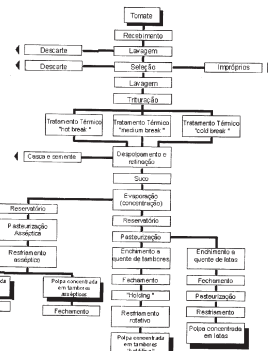 Tomate
Recebimento
Descarte
Lavagem
Descarte
Seleção
Impróprios
Lavagem
Trituração
Tratamento Térmico
"hot break"
Tratamento Térmico
"medium break"
Tratamento Térmico
"cold break"
Casca e semente
Despolpamento e
refinação
Suco
Evaporação
(concentração)
Reservatório
Reservatório
Pasteurização
Pasteurização
Asséptica
Enchimento a
quente de tambores
Enchimento a
quente de latas
Resfriamento
asséptico
Fechamento
Fechamento
Polpa concentrada
em tambores
assépticos
"Holding"
Pasteurização
Fechamento
Resfriamento
rotativo
Resfriamento
Polpa concentrada
em tambores
Polpa concentrada
em latas